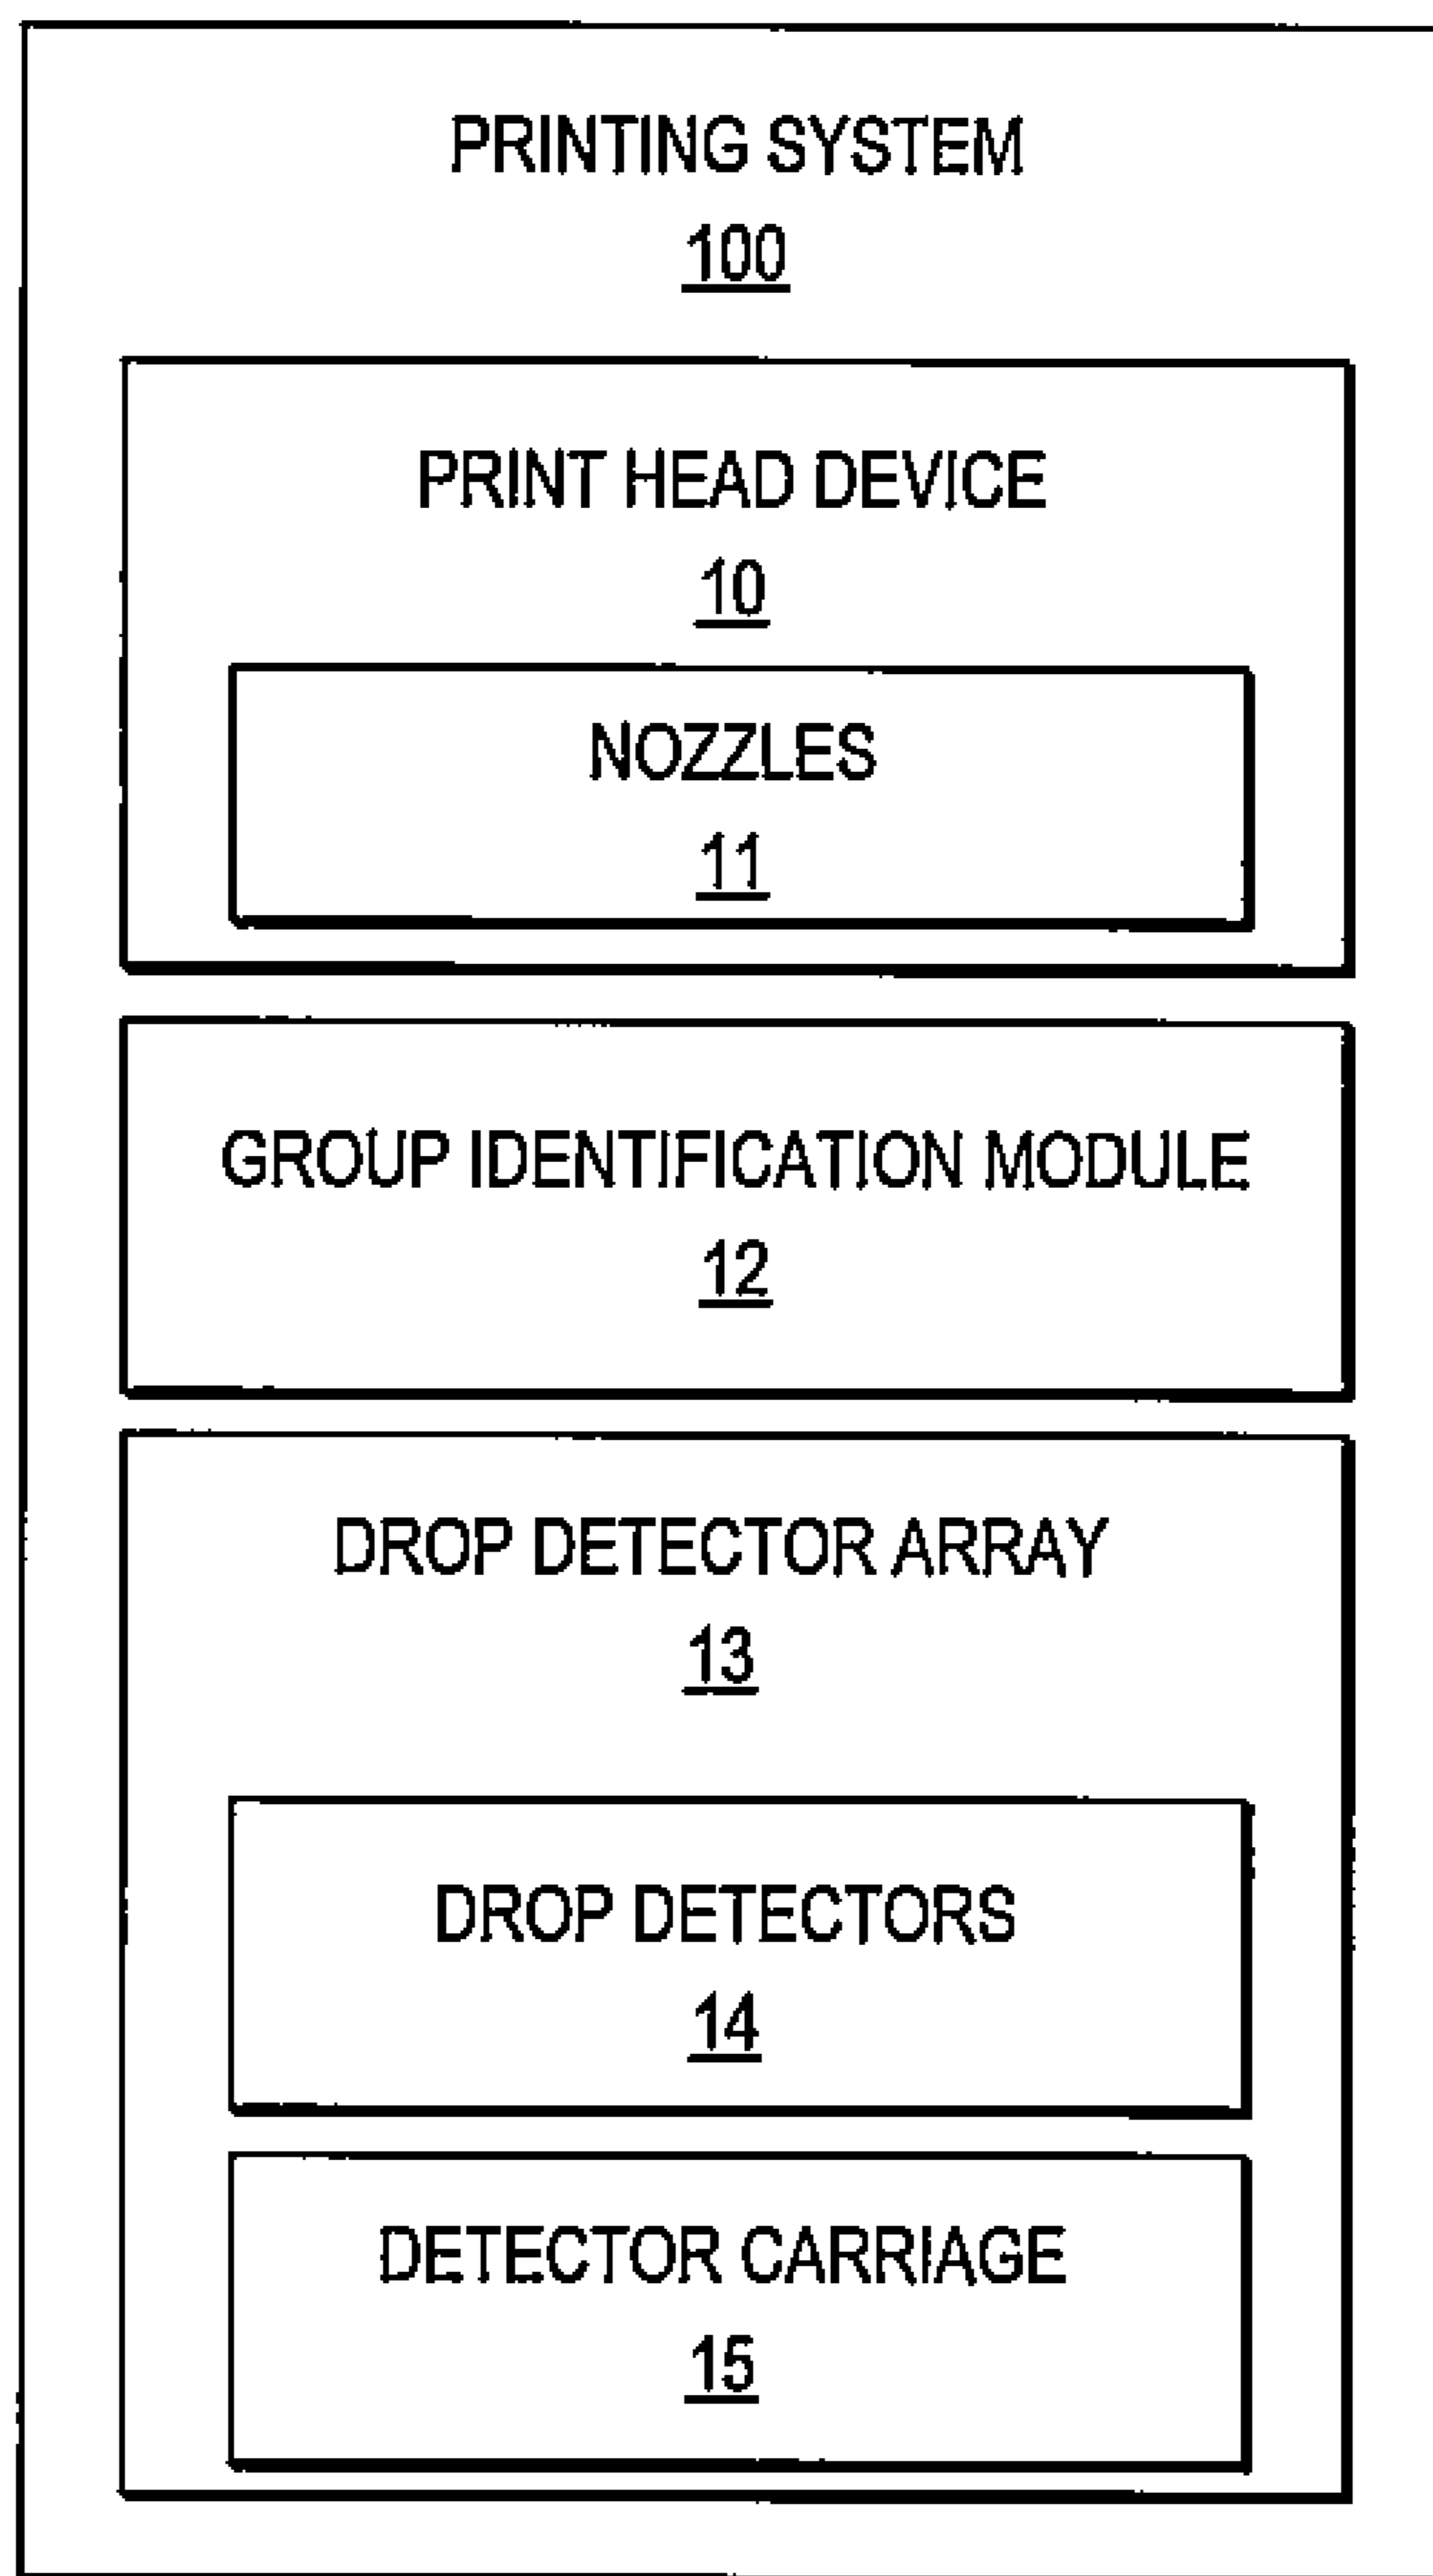 PRINTING SYSTEM
100
PRINT HEAD DEVICE
10
NOZZLES
11
GROUP IDENTIFICATION MODULE
12
DROP DETECTOR ARRAY
13
DROP DETECTORS
14
DETECTOR CARRIAGE
15